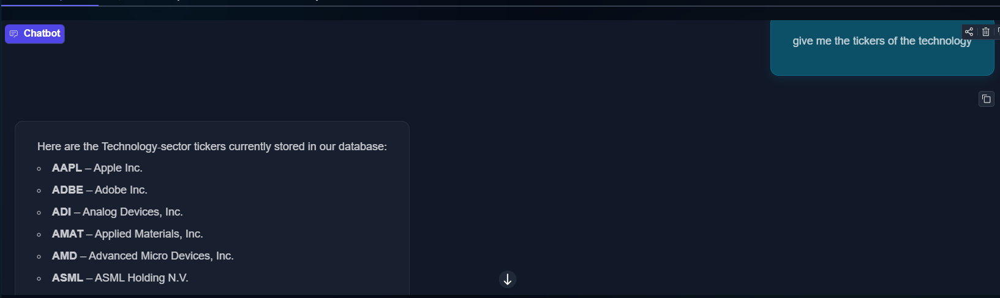 Chatbot
give me the tickers of the technology
Here are the Technology-sector tickers currently stored in our database:
AAPL – Apple Inc.
ADBE – Adobe Inc.
ADI – Analog Devices, Inc.
AMAT – Applied Materials, Inc.
AMD – Advanced Micro Devices, Inc.
ASML – ASML Holding N.V.